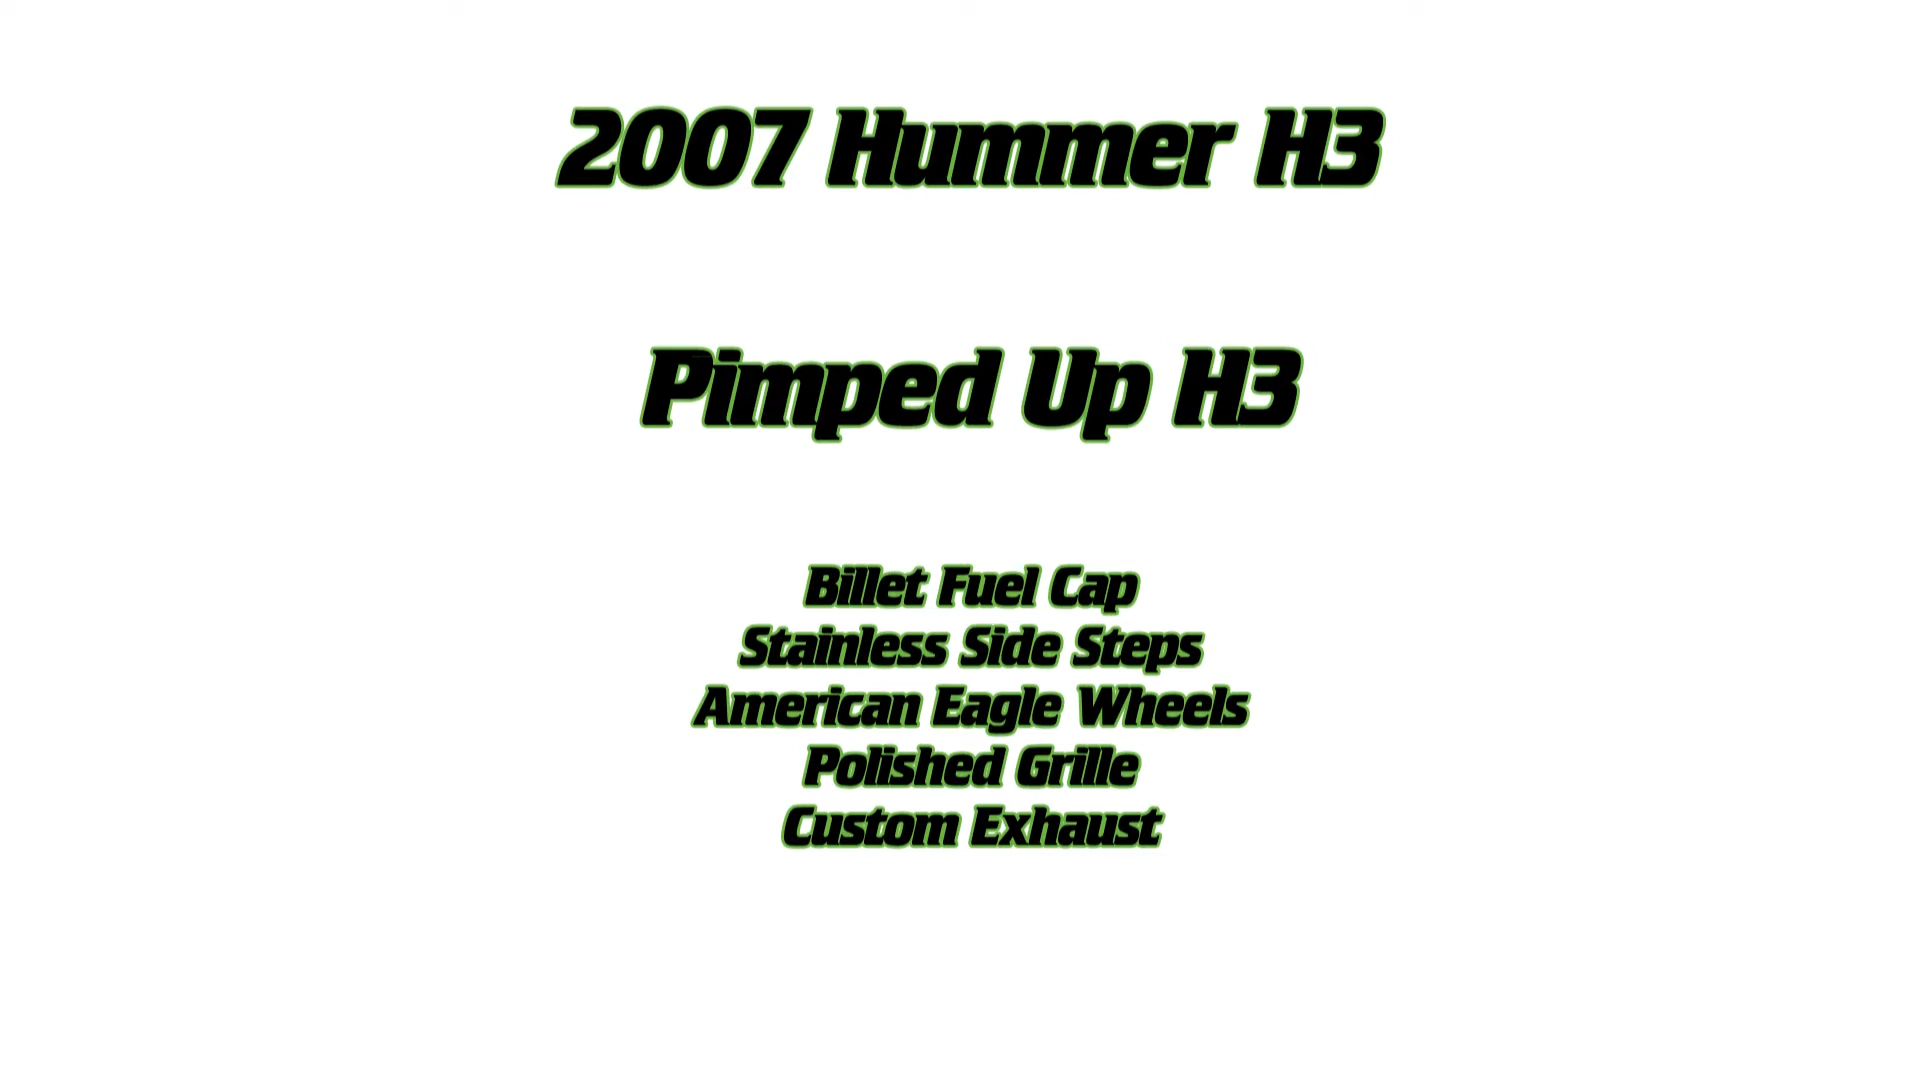 2007 Hummer H3
Pimped Up H3
Billet Fuel Cap
Stainless Side Steps
American Eagle Wheels
Polished Grille
Custom Exhaust